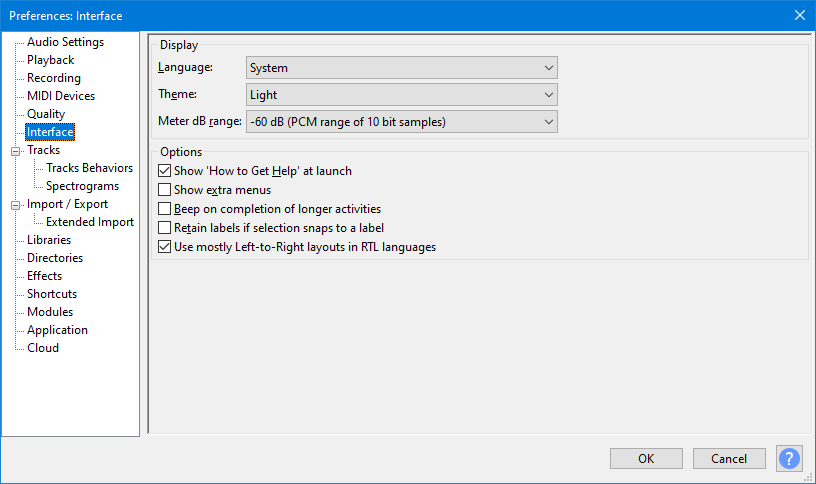 Preferences: Interface
Audio Settings
Playback
Recording
MIDI Devices
Quality
Interface
Tracks
Tracks Behaviors
Spectrograms
Import / Export
Extended Import
Libraries
Directories
Effects
Shortcuts
Modules
Application
Cloud
Display
Language: System
Theme: Light
Meter dB range: -60 dB (PCM range of 10 bit samples)
Options
Show 'How to Get Help' at launch
Show extra menus
Beep on completion of longer activities
Retain labels if selection snaps to a label
Use mostly Left-to-Right layouts in RTL languages
OK Cancel ?